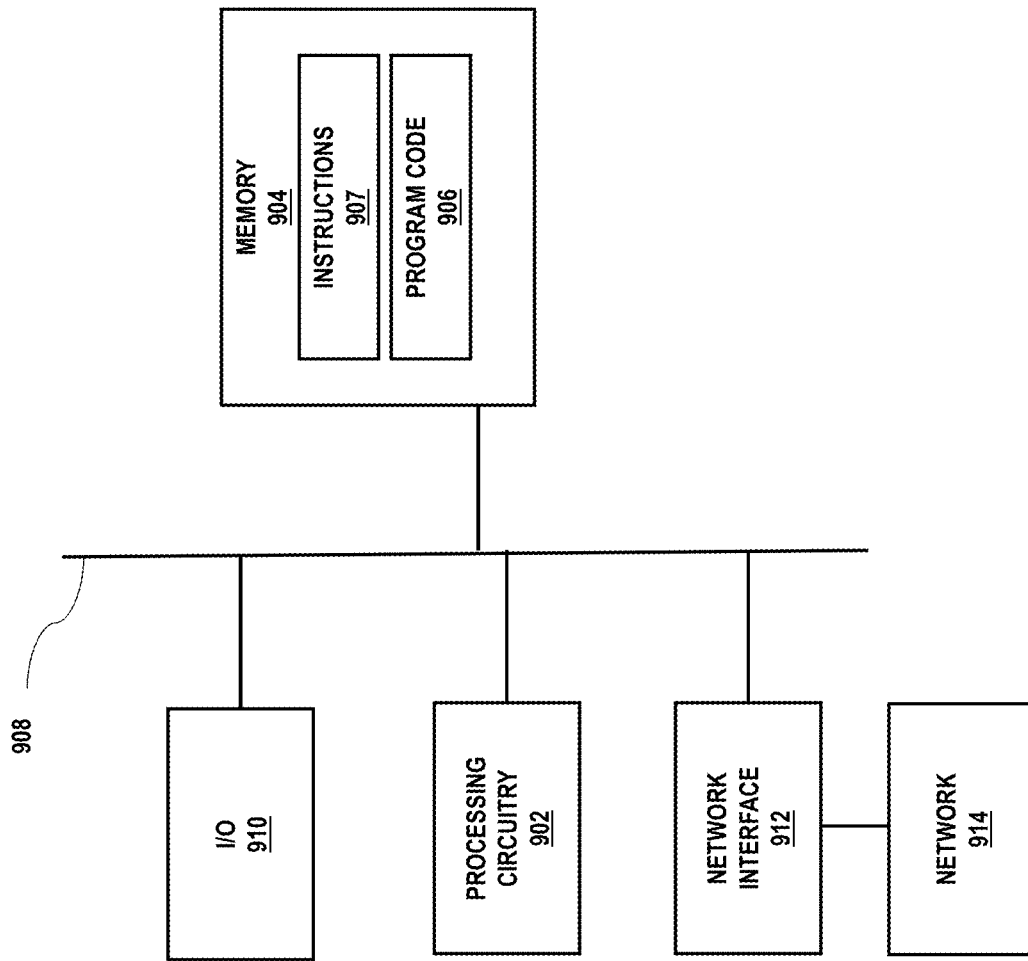 908
I/O
910
PROCESSING
CIRCUITRY
902
NETWORK
INTERFACE
912
NETWORK
914
MEMORY
904
INSTRUCTIONS
907
PROGRAM CODE
906